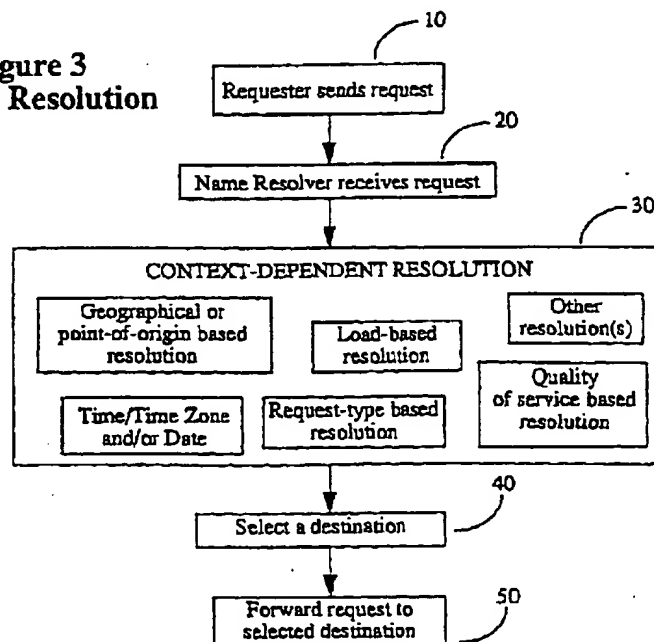 gure 3
Resolution
10
Requester sends request
20
Name Resolver receives request
30
CONTEXT-DEPENDENT RESOLUTION
Geographical or
point-of-origin based
resolution
Load-based
resolution
Other
resolution(s)
Time/Time Zone
and/or Date
Request-type based
resolution
Quality
of service based
resolution
40
Select a destination
50
Forward request to
selected destination